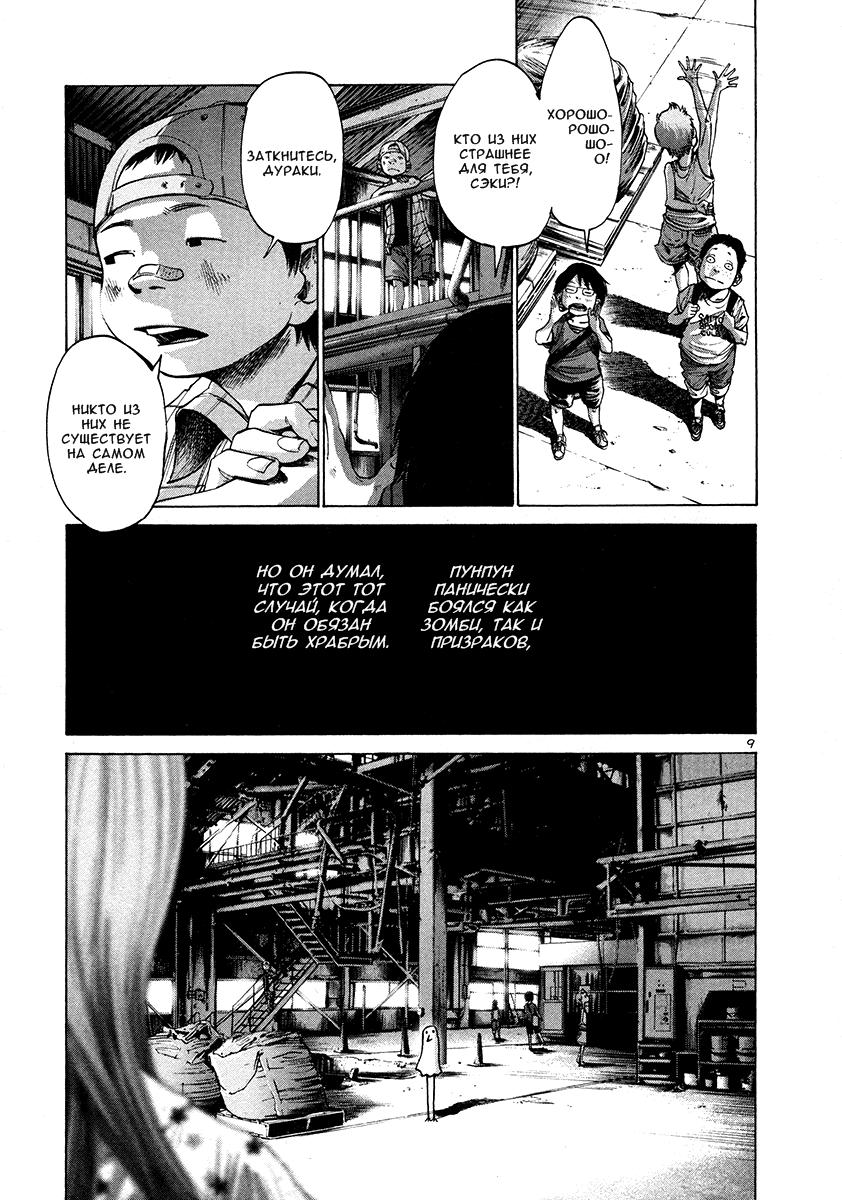 ХОРОШО-
РОШО-
ШО-
О!
КТО ИЗ НИХ
СТРАШНЕЕ
ДЛЯ ТЕБЯ,
СЭКИ?!
ЗАТКНИТЕСЬ,
ДУРАКИ.
НИКТО ИЗ
НИХ НЕ
СУЩЕСТВУЕТ
НА САМОМ
ДЕЛЕ.
ПУНПУН
ПАНИЧЕСКИ
БОЯЛСЯ КАК
ЗОМБИ, ТАК И
ПРИЗРАКОВ,
НО ОН ДУМАЛ,
ЧТО ЭТОТ ТОТ
СЛУЧАЙ, КОГДА
ОН ОБЯЗАН
БЫТЬ ХРАБРЫМ.
9